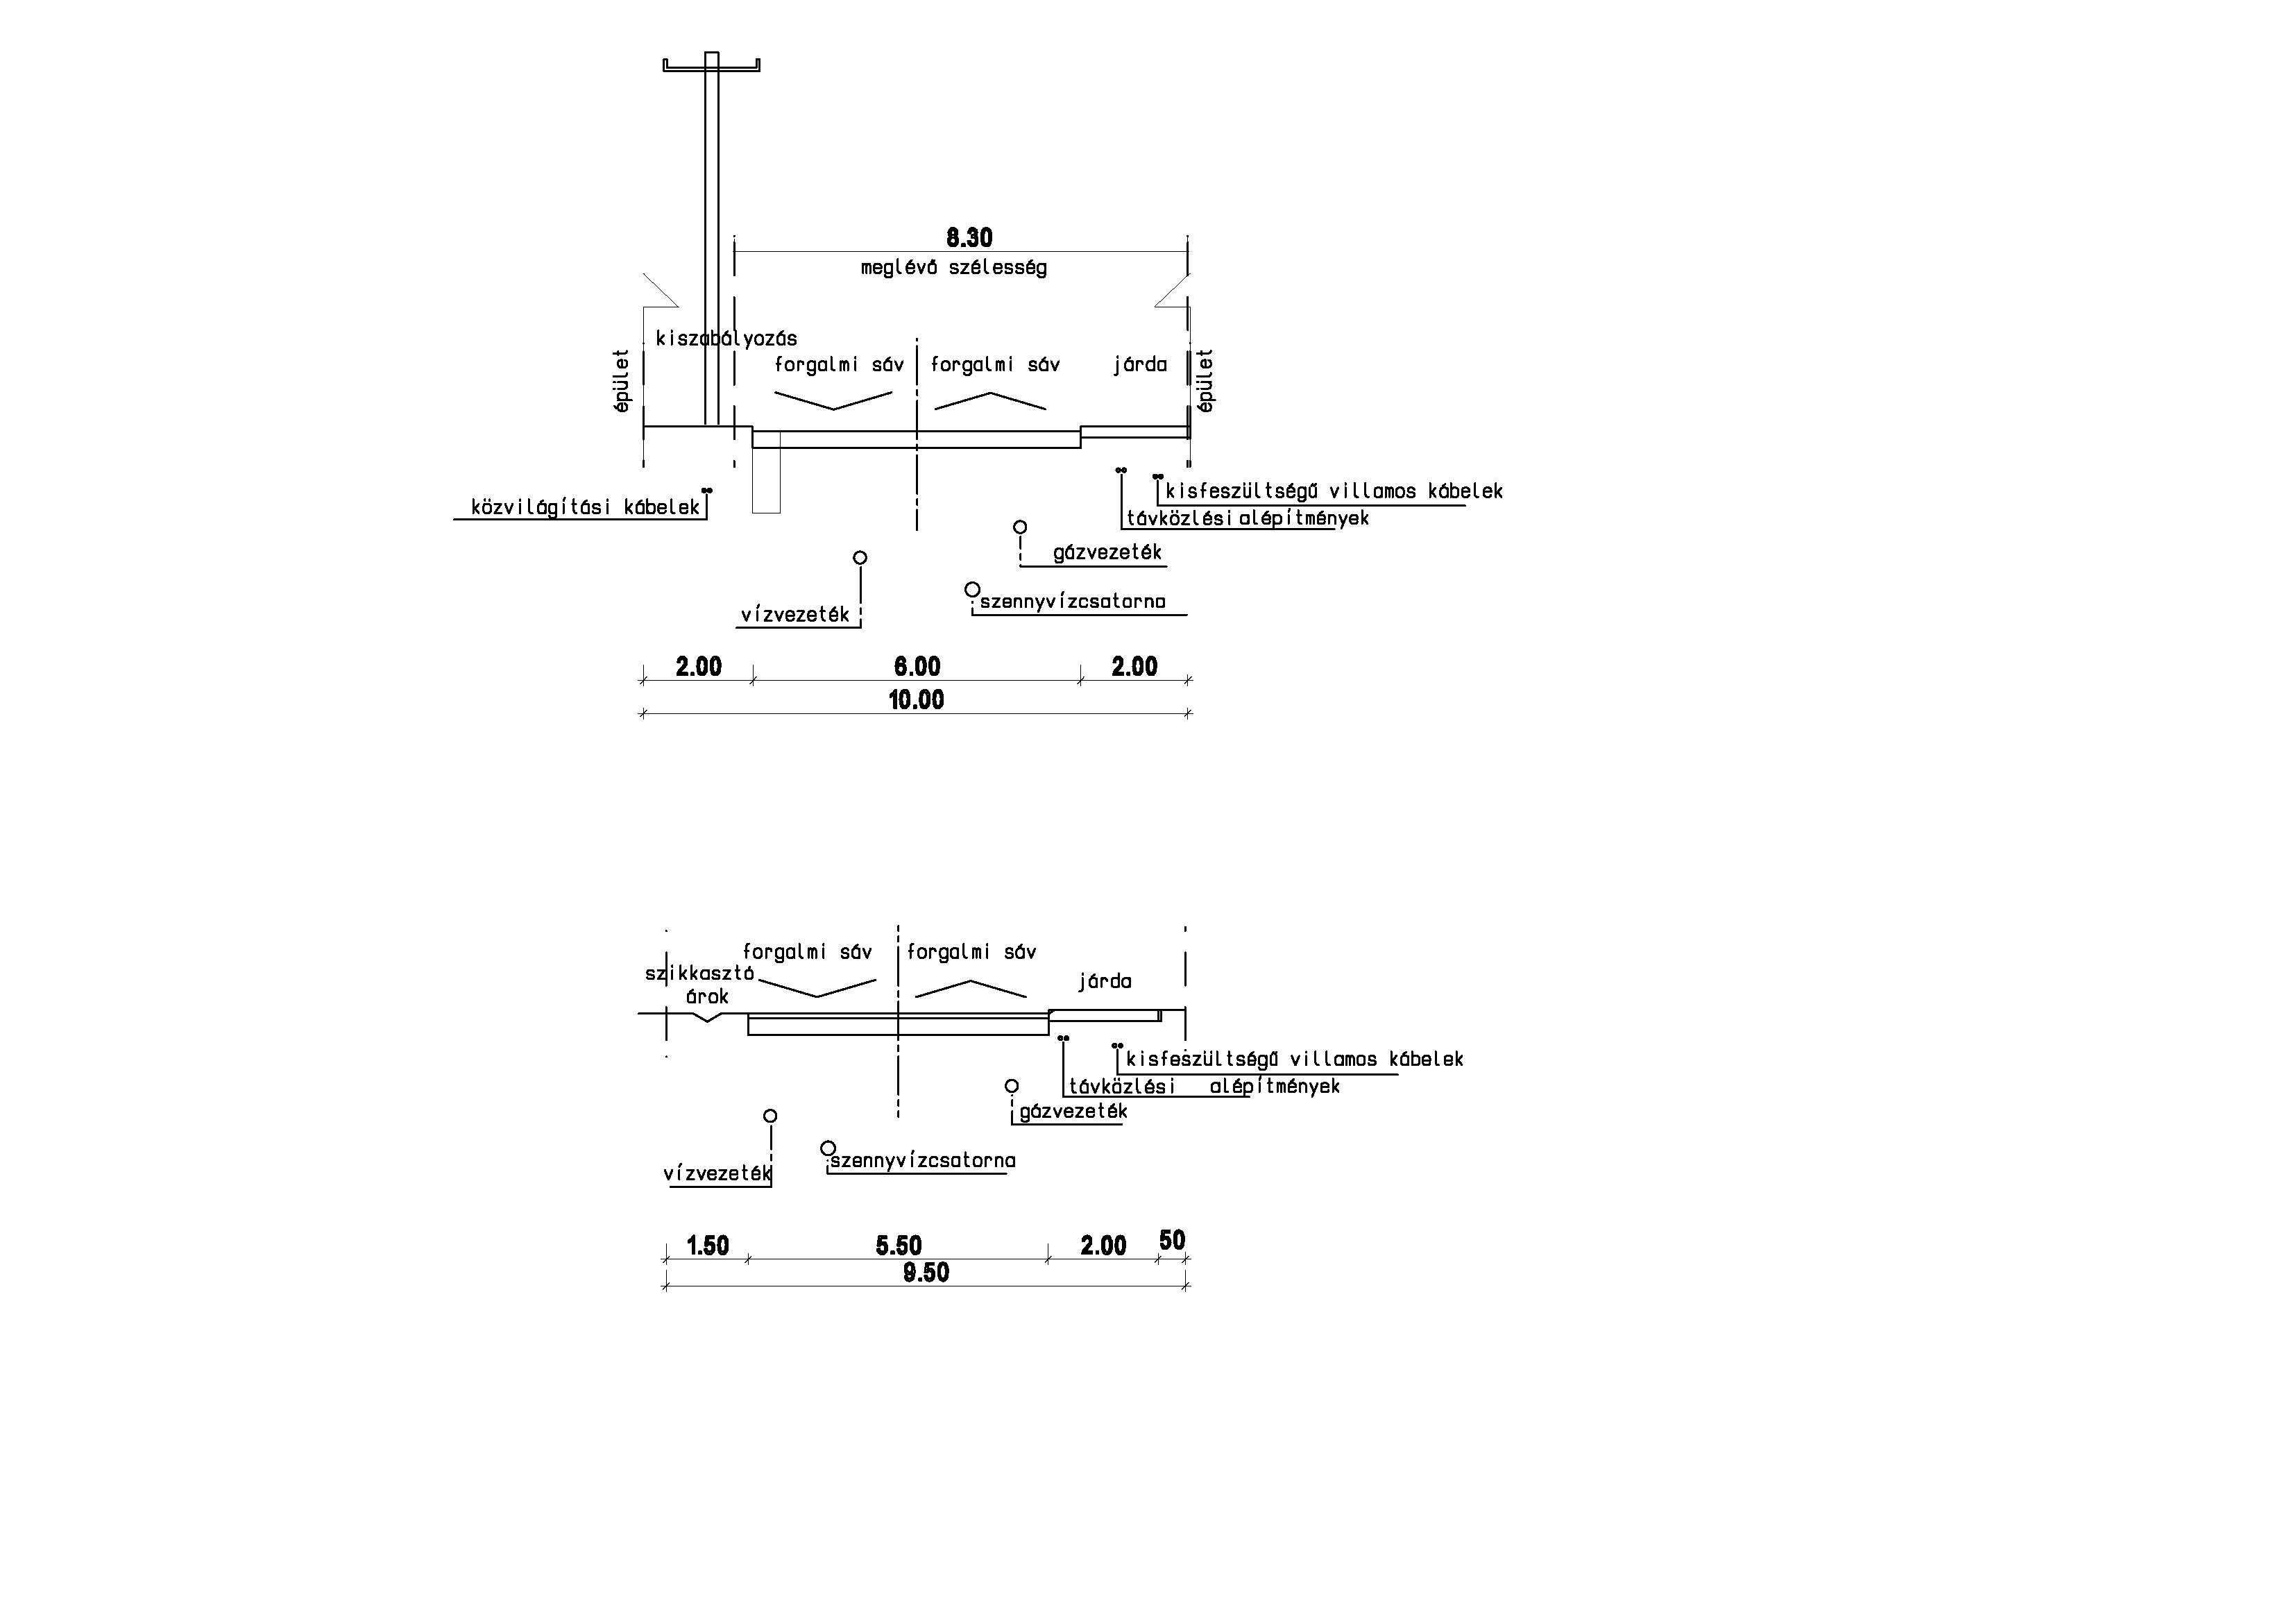 8.30
meglévő szélesség
kiszabályozás
épület
forgalmi sáv
forgalmi sáv
járda
épület
közvilágítási kábelek
kisfeszültségű villamos kábelek
távközlési alépítmények
gázvezeték
szennyvízcsatorna
vízvezeték
2.00 6.00 2.00
10.00
forgalmi sáv
forgalmi sáv
szikkasztó
árok
járda
kisfeszültségű villamos kábelek
távközlési alépítmények
gázvezeték
szennyvízcsatorna
vízvezeték
1.50 5.50 2.00 50
9.50